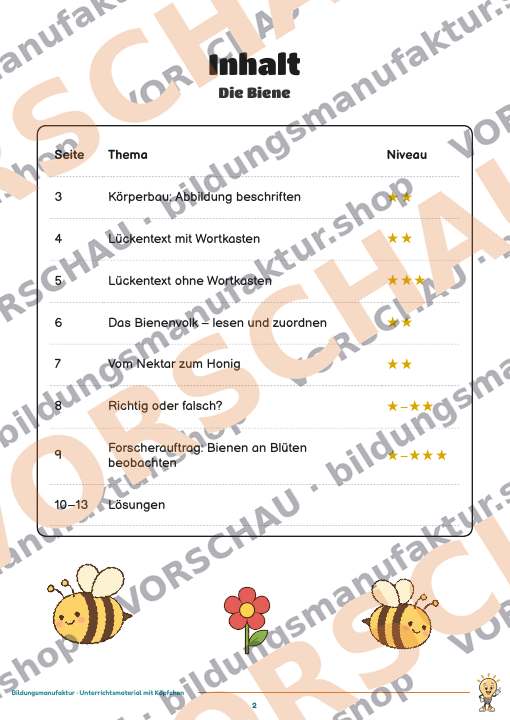 Inhalt
Die Biene
Seite Thema Niveau
3 Körperbau: Abbildung beschriften ★★
4 Lückentext mit Wortkasten ★★
5 Lückentext ohne Wortkasten ★★★
6 Das Bienenvolk – lesen und zuordnen ★★
7 Vom Nektar zum Honig ★★
8 Richtig oder falsch? ★–★★
9 Forscherauftrag: Bienen an Blüten
beobachten ★–★★★
10–13 Lösungen
Bildungsmanufaktur · Unterrichtsmaterial mit Köpfchen
2
VORSCHAU · bildungsmanufaktur.shop
VORSCHAU